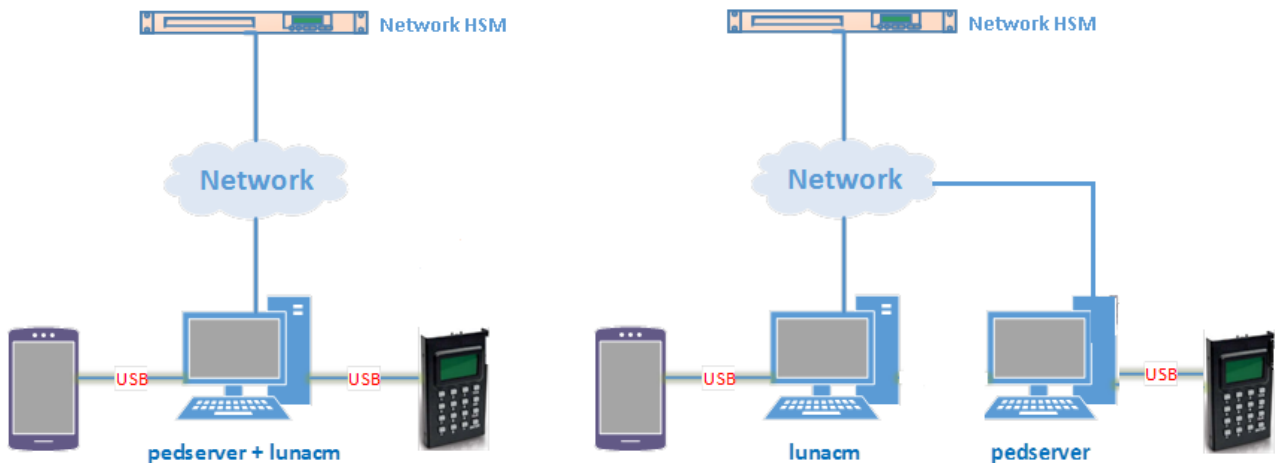 Network HSM
Network HSM
Network
Network
USB
USB
USB
USB
pedserver + lunacm
lunacm
pedserver